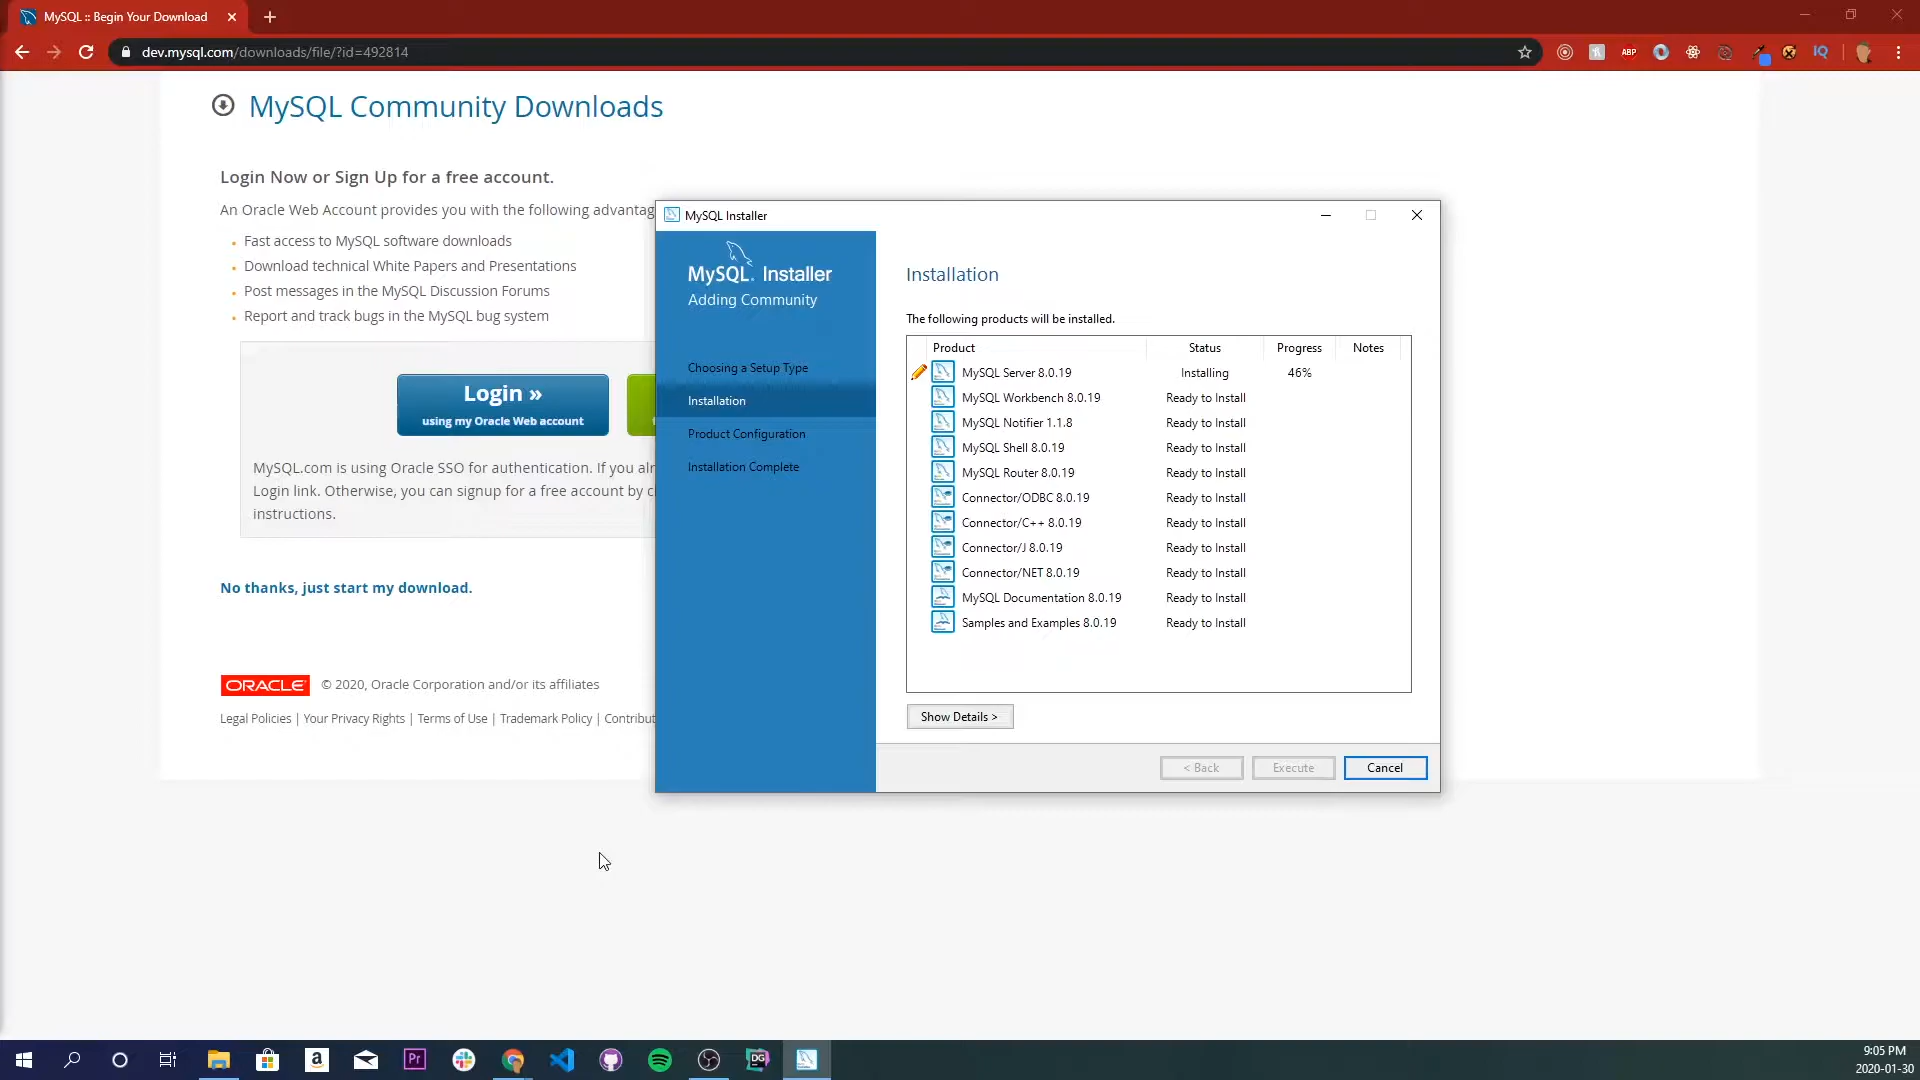 MySQL :: Begin Your Download
dev.mysql.com/downloads/file/?id=492814
ABP
IQ
MySQL Community Downloads
Login Now or Sign Up for a free account.
An Oracle Web Account provides you with the following advantag
Fast access to MySQL software downloads
Download technical White Papers and Presentations
Post messages in the MySQL Discussion Forums
Report and track bugs in the MySQL bug system
Login »
using my Oracle Web account
MySQL.com is using Oracle SSO for authentication. If you alr
Login link. Otherwise, you can signup for a free account by c
instructions.
No thanks, just start my download.
ORACLE © 2020, Oracle Corporation and/or its affiliates
Legal Policies | Your Privacy Rights | Terms of Use | Trademark Policy | Contribut
MySQL Installer
MySQL. Installer
Adding Community
Choosing a Setup Type
Installation
Product Configuration
Installation Complete
Installation
The following products will be installed.
Product Status Progress Notes
MySQL Server 8.0.19 Installing 46%
MySQL Workbench 8.0.19 Ready to Install
MySQL Notifier 1.1.8 Ready to Install
MySQL Shell 8.0.19 Ready to Install
MySQL Router 8.0.19 Ready to Install
Connector/ODBC 8.0.19 Ready to Install
Connector/C++ 8.0.19 Ready to Install
Connector/J 8.0.19 Ready to Install
Connector/NET 8.0.19 Ready to Install
MySQL Documentation 8.0.19 Ready to Install
Samples and Examples 8.0.19 Ready to Install
Show Details >
< Back Execute Cancel
a
Pr
DG
9:05 PM
2020-01-30